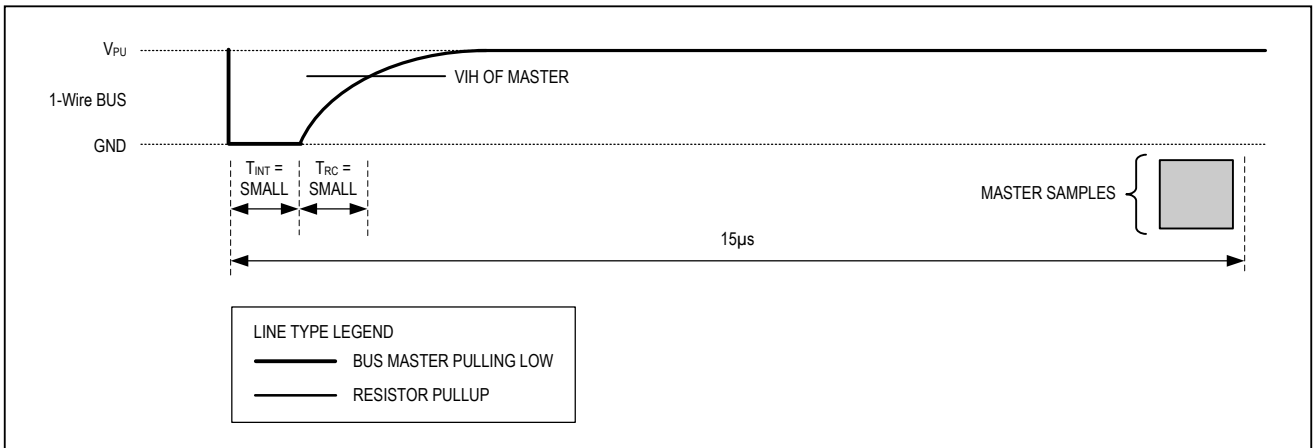 VPU
1-Wire BUS
GND
VIH OF MASTER
TINT =
SMALL
TRC =
SMALL
MASTER SAMPLES
15µs
LINE TYPE LEGEND
BUS MASTER PULLING LOW
RESISTOR PULLUP